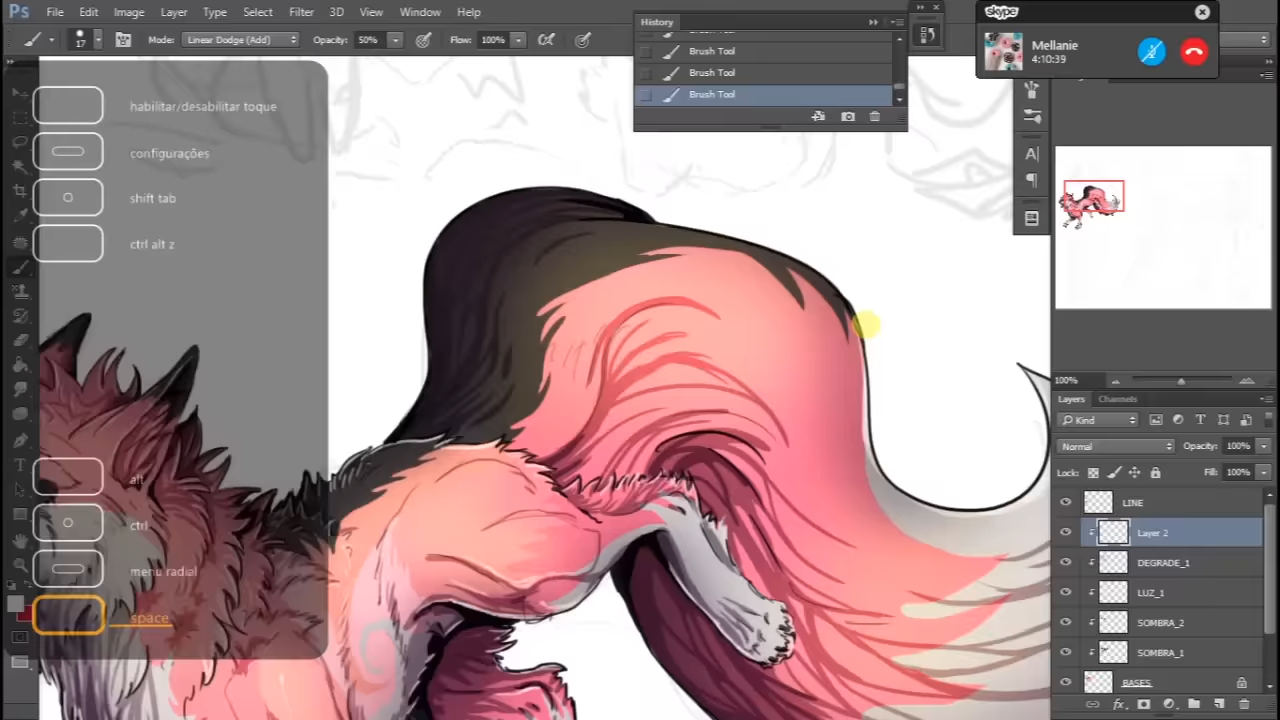 Ps File Edit Image Layer Type Select Filter 3D View Window Help
17 Mode: Linear Dodge (Add) Opacity: 50% Flow: 100%
History
Brush Tool
Brush Tool
Brush Tool
Brush Tool
skype
Mellanie
4:10:39
habilitar/desabilitar toque
configurações
shift tab
ctrl alt z
alt
ctrl
menu radial
space
100%
Layers Channels
Kind
Normal Opacity: 100%
Lock: Fill: 100%
LINE
Layer 2
DEGRADE_1
LUZ_1
SOMBRA_2
SOMBRA_1
BASES